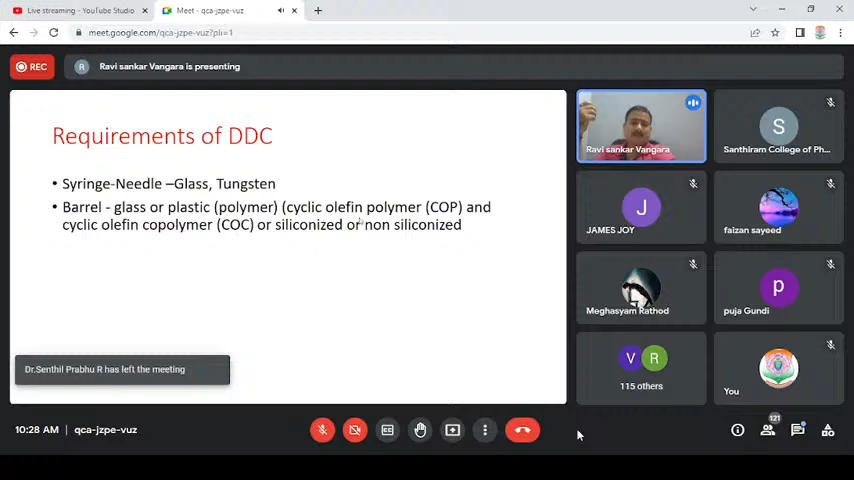 Live streaming - YouTube Studio
Meet - qca-jzpe-vuz
meet.google.com/qca-jzpe-vuz?pli=1
REC
R
Ravi sankar Vangara is presenting
Requirements of DDC
• Syringe-Needle –Glass, Tungsten
• Barrel - glass or plastic (polymer) (cyclic olefin polymer (COP) and
cyclic olefin copolymer (COC) or siliconized or non siliconized
Dr.Senthil Prabhu R has left the meeting
Ravi sankar Vangara
S
Santhiram College of Ph...
J
JAMES JOY
faizan sayeed
Meghasyam Rathod
p
puja Gundi
V R
115 others
You
10:28 AM | qca-jzpe-vuz
121